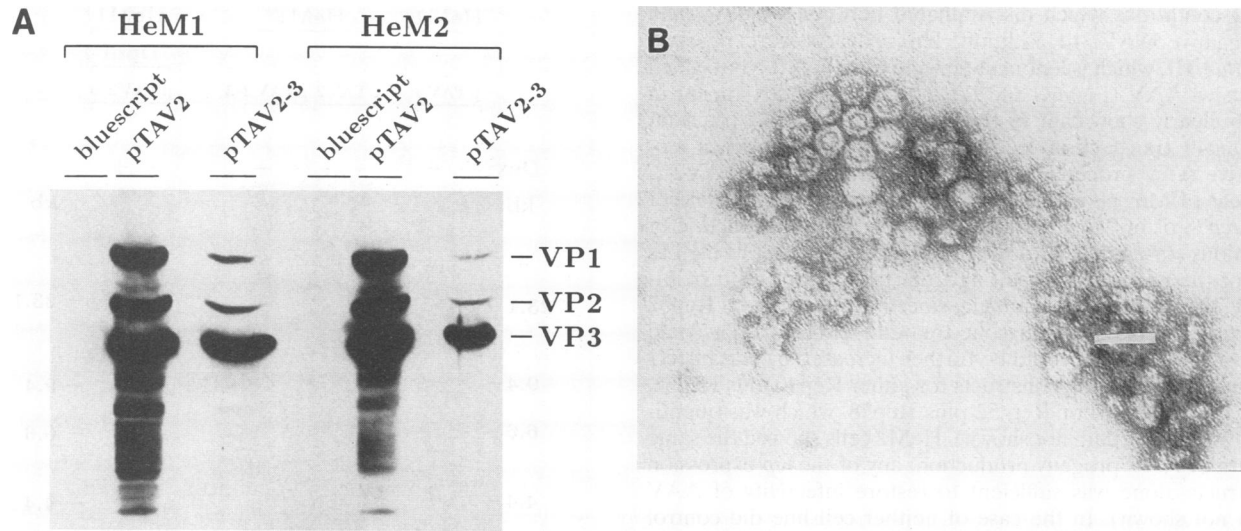 A
HeM1
HeM2
bluescript
pTAV2
pTAV2-3
bluescript
pTAV2
pTAV2-3
– VP1
– VP2
– VP3
B